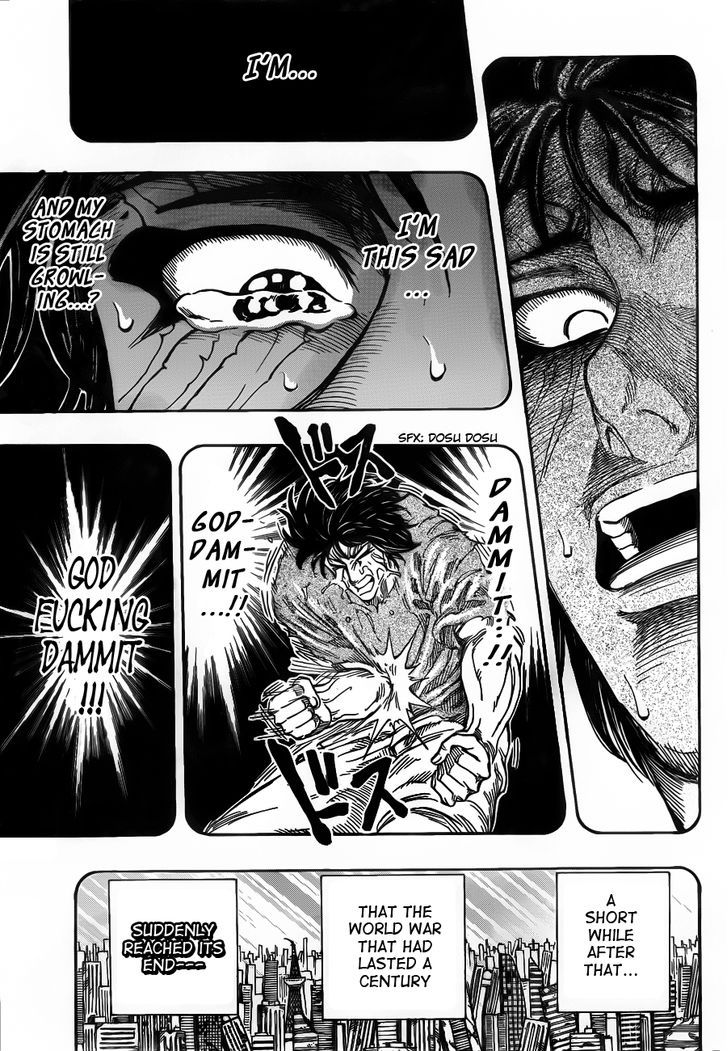 I'M...
I'M
THIS SAD
...
AND MY
STOMACH
IS STILL
GROWL-
ING...?
SFX: DOSU DOSU
ドス
DAMMIT...!!
GOD-
DAM-
MIT
...!!
ドス
GOD
FUCKING
DAMMIT
!!!
A
SHORT
WHILE
AFTER
THAT...
THAT THE
WORLD WAR
THAT HAD
LASTED A
CENTURY
SUDDENLY
REACHED ITS
END---